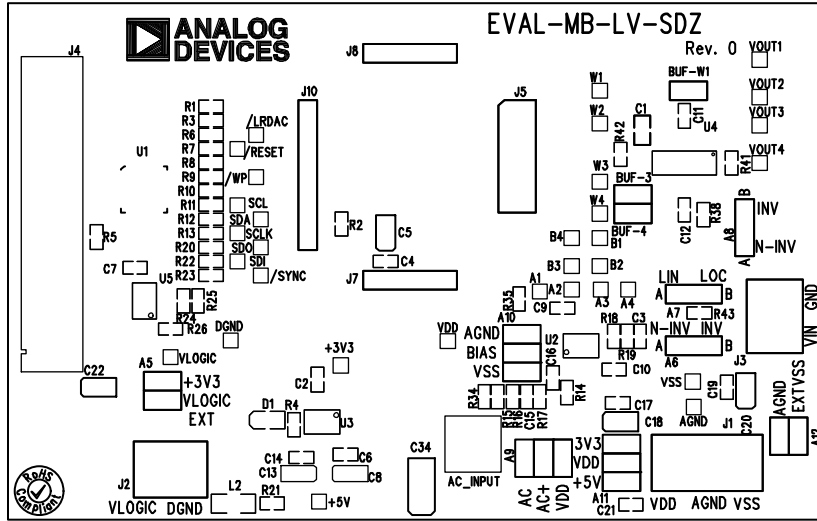 ANALOG
DEVICES
EVAL-MB-LV-SDZ
Rev. 0
J4
J8
VOUT1
W1
BUF-W1
VOUT2
J10
J5
R1
R3
W2
C1
C11
VOUT3
/LRDAC
R6
U4
U1
R7
/RESET
R42
VOUT4
R8
R41
/WP
R9
W3
R10
BUF-3
B
R11
SCL
W4
INV
R12
SDA
R2
C12
R38
A8
R13
SCLK
C5
BUF-4
R5
R20
SDO
B4
B1
N-INV
R22
SDI
C4
A
C7
R23
/SYNC
J7
B3
B2
U5
A1
LIN
LOC
R25
R35
A2
A3
A4
A
B
GND
R24
A10
C9
A7
R43
R26
DGND
VDD
AGND
R18
C3
N-INV
INV
U2
VIN
VLOGIC
+3V3
BIAS
R19
A
B
A6
C22
A5
C16
C10
J3
VSS
VSS
C19
+3V3
C2
R14
VLOGIC
R34
R15
R16
C15
R17
AGND
EXTVSS
D1
R4
C17
EXT
U3
C18
AGND
J1
C20
C34
A12
C14
C6
A9
3V3
J2
C13
C8
VDD
L2
R21
AC_INPUT
+5V
VLOGIC
DGND
+5V
AC
AC+
VDD
A11
C21
VDD
AGND
VSS
RoHS
Compliant